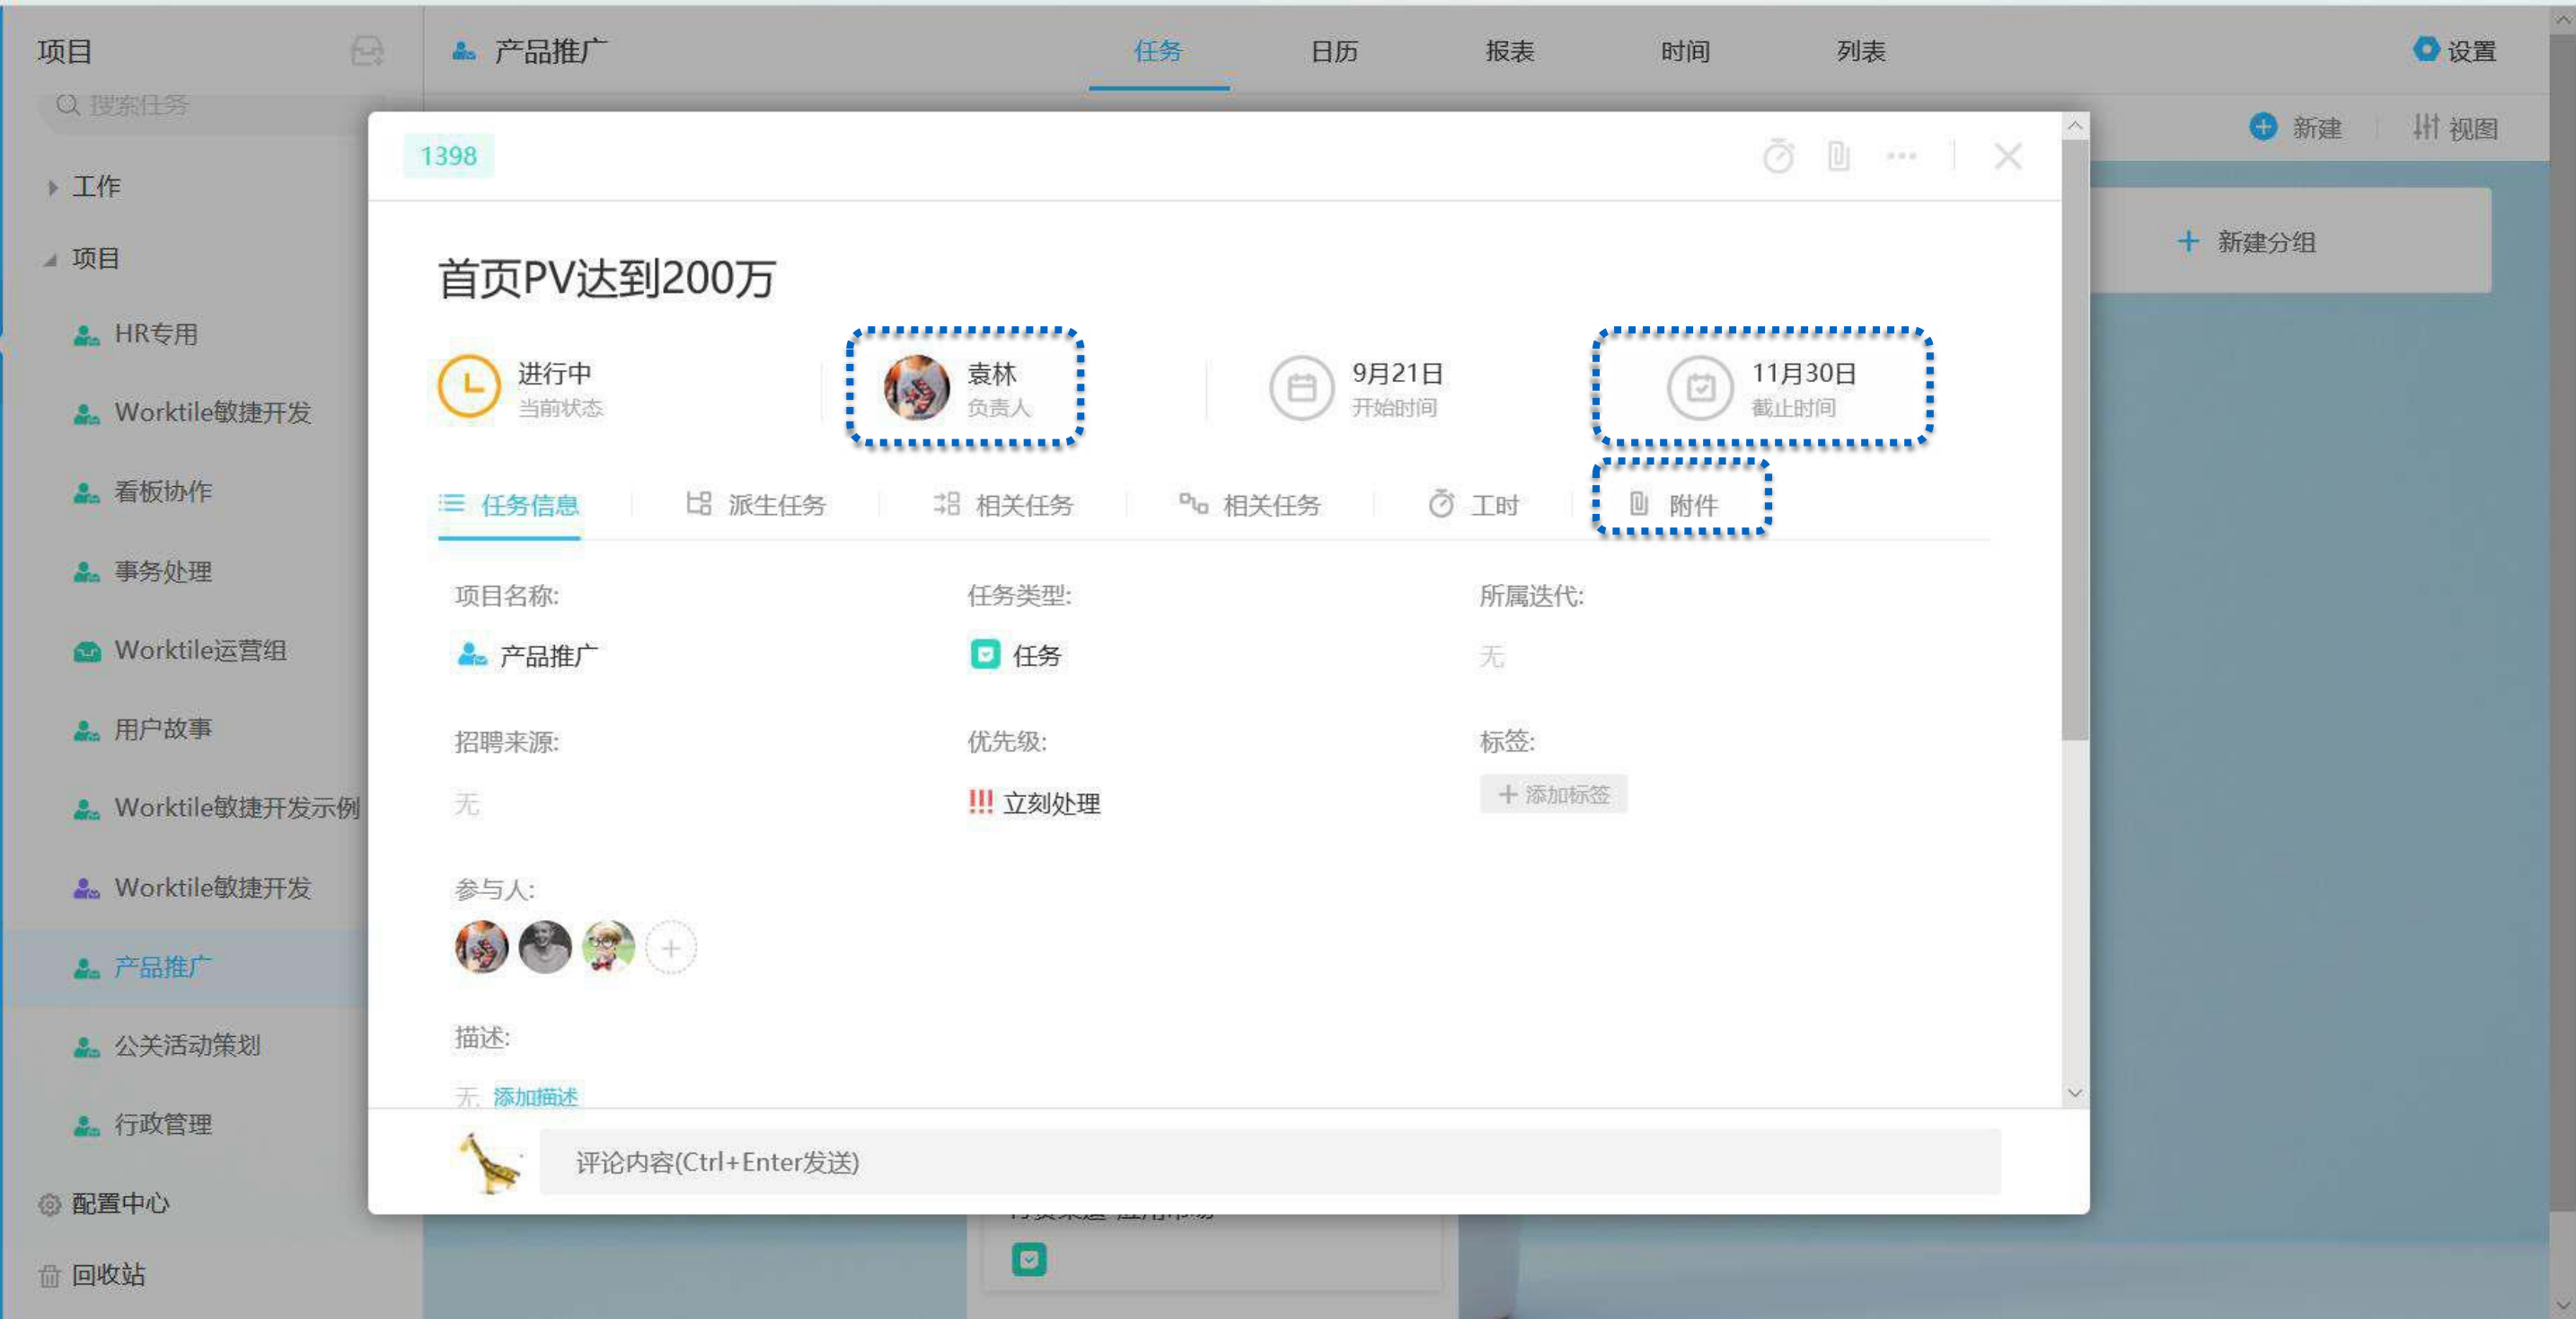 项目
产品推广
任务
日历
报表
时间
列表
设置
搜索任务
新建
视图
工作
项目
HR专用
Worktile敏捷开发
看板协作
事务处理
Worktile运营组
用户故事
Worktile敏捷开发示例
Worktile敏捷开发
产品推广
公关活动策划
行政管理
配置中心
回收站
新建分组
1398
首页PV达到200万
进行中
当前状态
袁林
负责人
9月21日
开始时间
11月30日
截止时间
任务信息
派生任务
相关任务
相关任务
工时
附件
项目名称:
任务类型:
所属迭代:
产品推广
任务
无
招聘来源:
优先级:
标签:
无
!!! 立刻处理
+ 添加标签
参与人:
描述:
无 添加描述
评论内容(Ctrl+Enter发送)